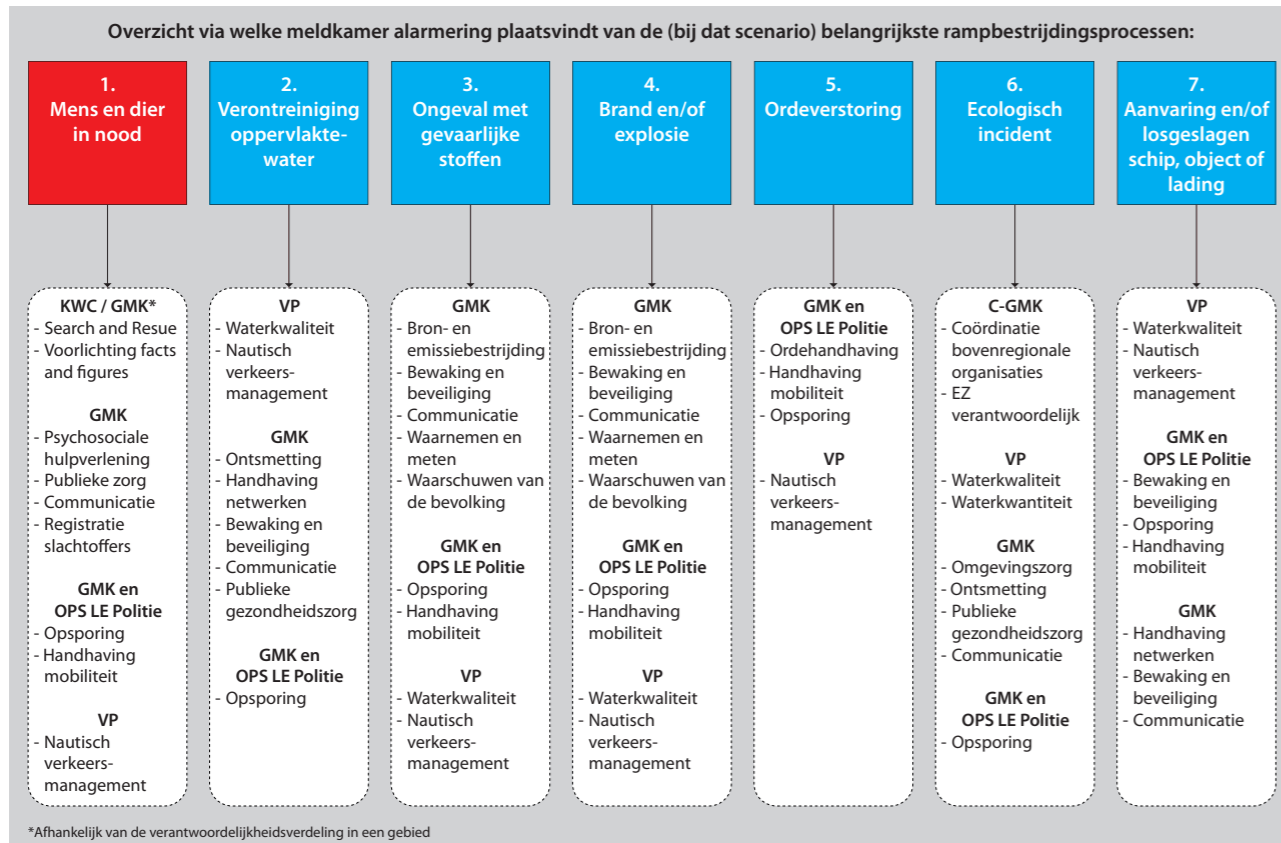 Overzicht via welke meldkamer alarmering plaatsvindt van de (bij dat scenario) belangrijkste rampbestrijdingsprocessen:
1.
Mens en dier
in nood
2.
Verontreiniging
oppervlakte-
water
3.
Ongeval met
gevaarlijke
stoffen
4.
Brand en/of
explosie
5.
Ordeverstoring
6.
Ecologisch
incident
7.
Aanvaring en/of
losgeslagen
schip, object of
lading
KWC / GMK*
- Search and Resue
- Voorlichting facts
and figures
GMK
- Psychosociale
hulpverlening
- Publieke zorg
- Communicatie
- Registratie
slachtoffers
GMK en
OPS LE Politie
- Opsporing
- Handhaving
mobiliteit
VP
- Nautisch
verkeers-
management
VP
- Waterkwaliteit
- Nautisch
verkeers-
management
GMK
- Ontsmetting
- Handhaving
netwerken
- Bewaking en
beveiliging
- Communicatie
- Publieke
gezondheidszorg
GMK en
OPS LE Politie
- Opsporing
GMK
- Bron- en
emissiebestrijding
- Bewaking en
beveiliging
- Communicatie
- Waarnemen en
meten
- Waarschuwen van
de bevolking
GMK en
OPS LE Politie
- Opsporing
- Handhaving
mobiliteit
VP
- Waterkwaliteit
- Nautisch
verkeers-
management
GMK
- Bron- en
emissiebestrijding
- Bewaking en
beveiliging
- Communicatie
- Waarnemen en
meten
- Waarschuwen van
de bevolking
GMK en
OPS LE Politie
- Opsporing
- Handhaving
mobiliteit
VP
- Waterkwaliteit
- Nautisch
verkeers-
management
GMK en
OPS LE Politie
- Ordehandhaving
- Handhaving
mobiliteit
- Opsporing
VP
- Nautisch
verkeers-
management
C-GMK
- Coördinatie
bovenregionale
organisaties
- EZ
verantwoordelijk
VP
- Waterkwaliteit
- Waterkwantiteit
GMK
- Omgevingszorg
- Ontsmetting
- Publieke
gezondheidszorg
- Communicatie
GMK en
OPS LE Politie
- Opsporing
VP
- Waterkwaliteit
- Nautisch
verkeers-
management
GMK en
OPS LE Politie
- Bewaking en
beveiliging
- Opsporing
- Handhaving
mobiliteit
GMK
- Handhaving
netwerken
- Bewaking en
beveiliging
- Communicatie
*Afhankelijk van de verantwoordelijkheidsverdeling in een gebied